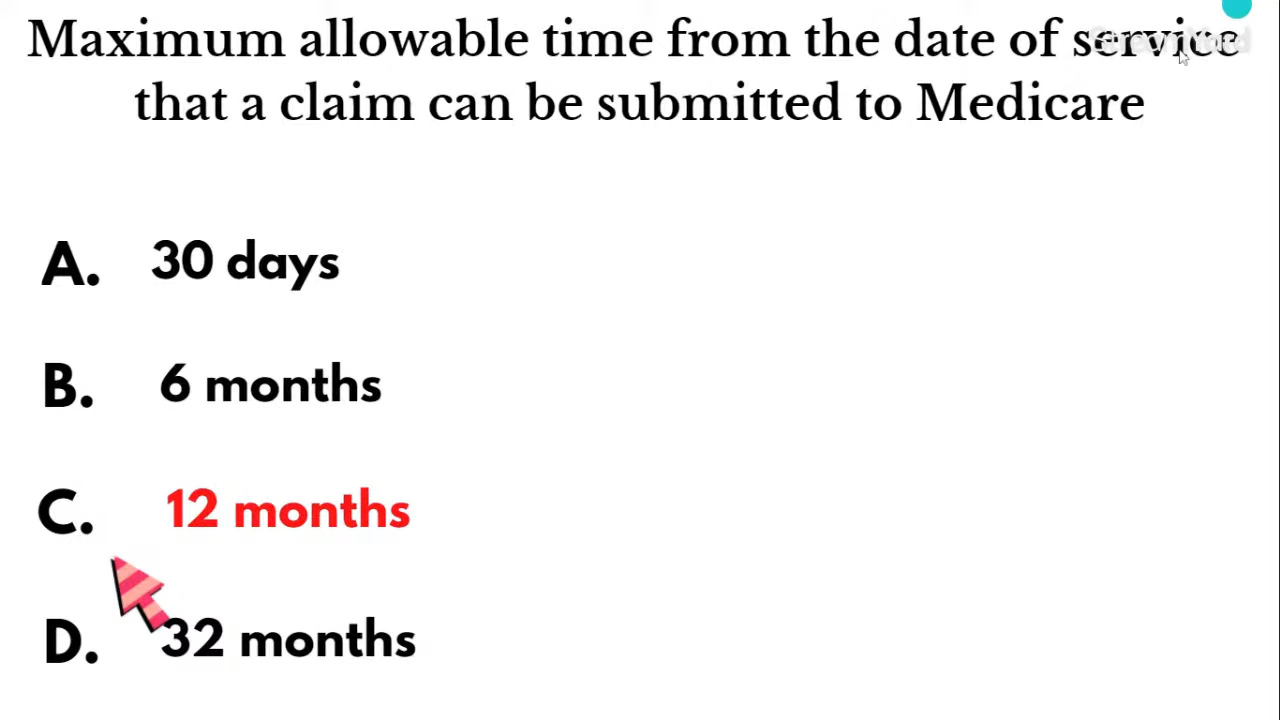 Maximum allowable time from the date of service
that a claim can be submitted to Medicare
A. 30 days
B. 6 months
C. 12 months
D. 32 months